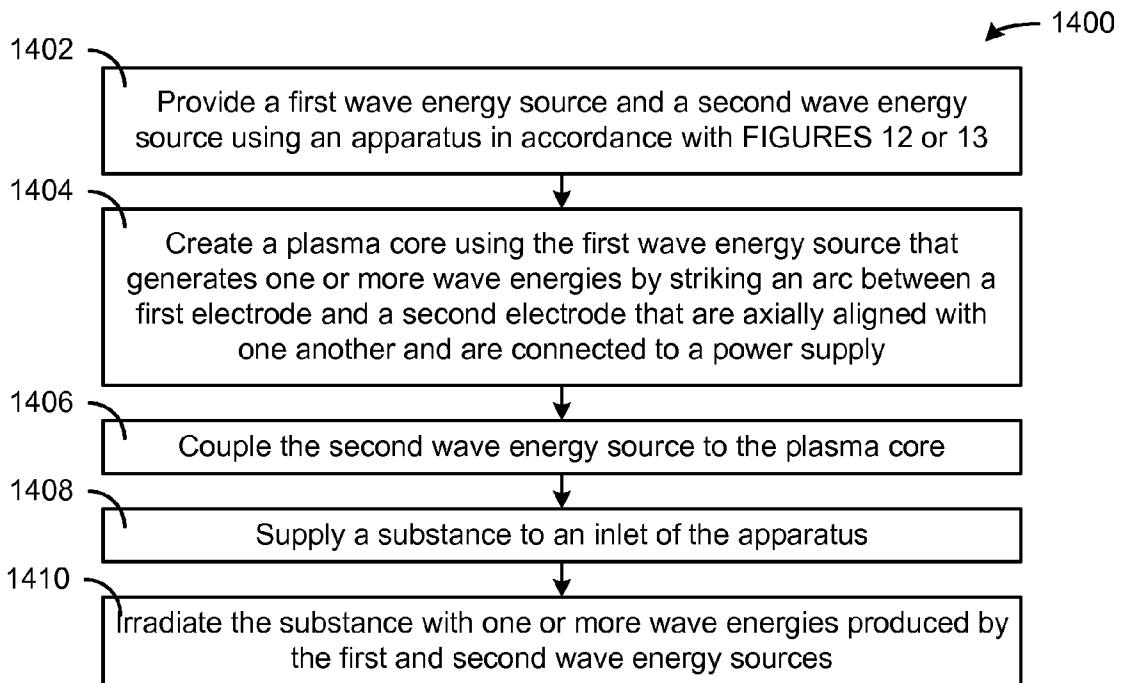 1400
1402
Provide a first wave energy source and a second wave energy
source using an apparatus in accordance with FIGURES 12 or 13
1404
Create a plasma core using the first wave energy source that
generates one or more wave energies by striking an arc between a
first electrode and a second electrode that are axially aligned with
one another and are connected to a power supply
1406
Couple the second wave energy source to the plasma core
1408
Supply a substance to an inlet of the apparatus
1410
Irradiate the substance with one or more wave energies produced by
the first and second wave energy sources